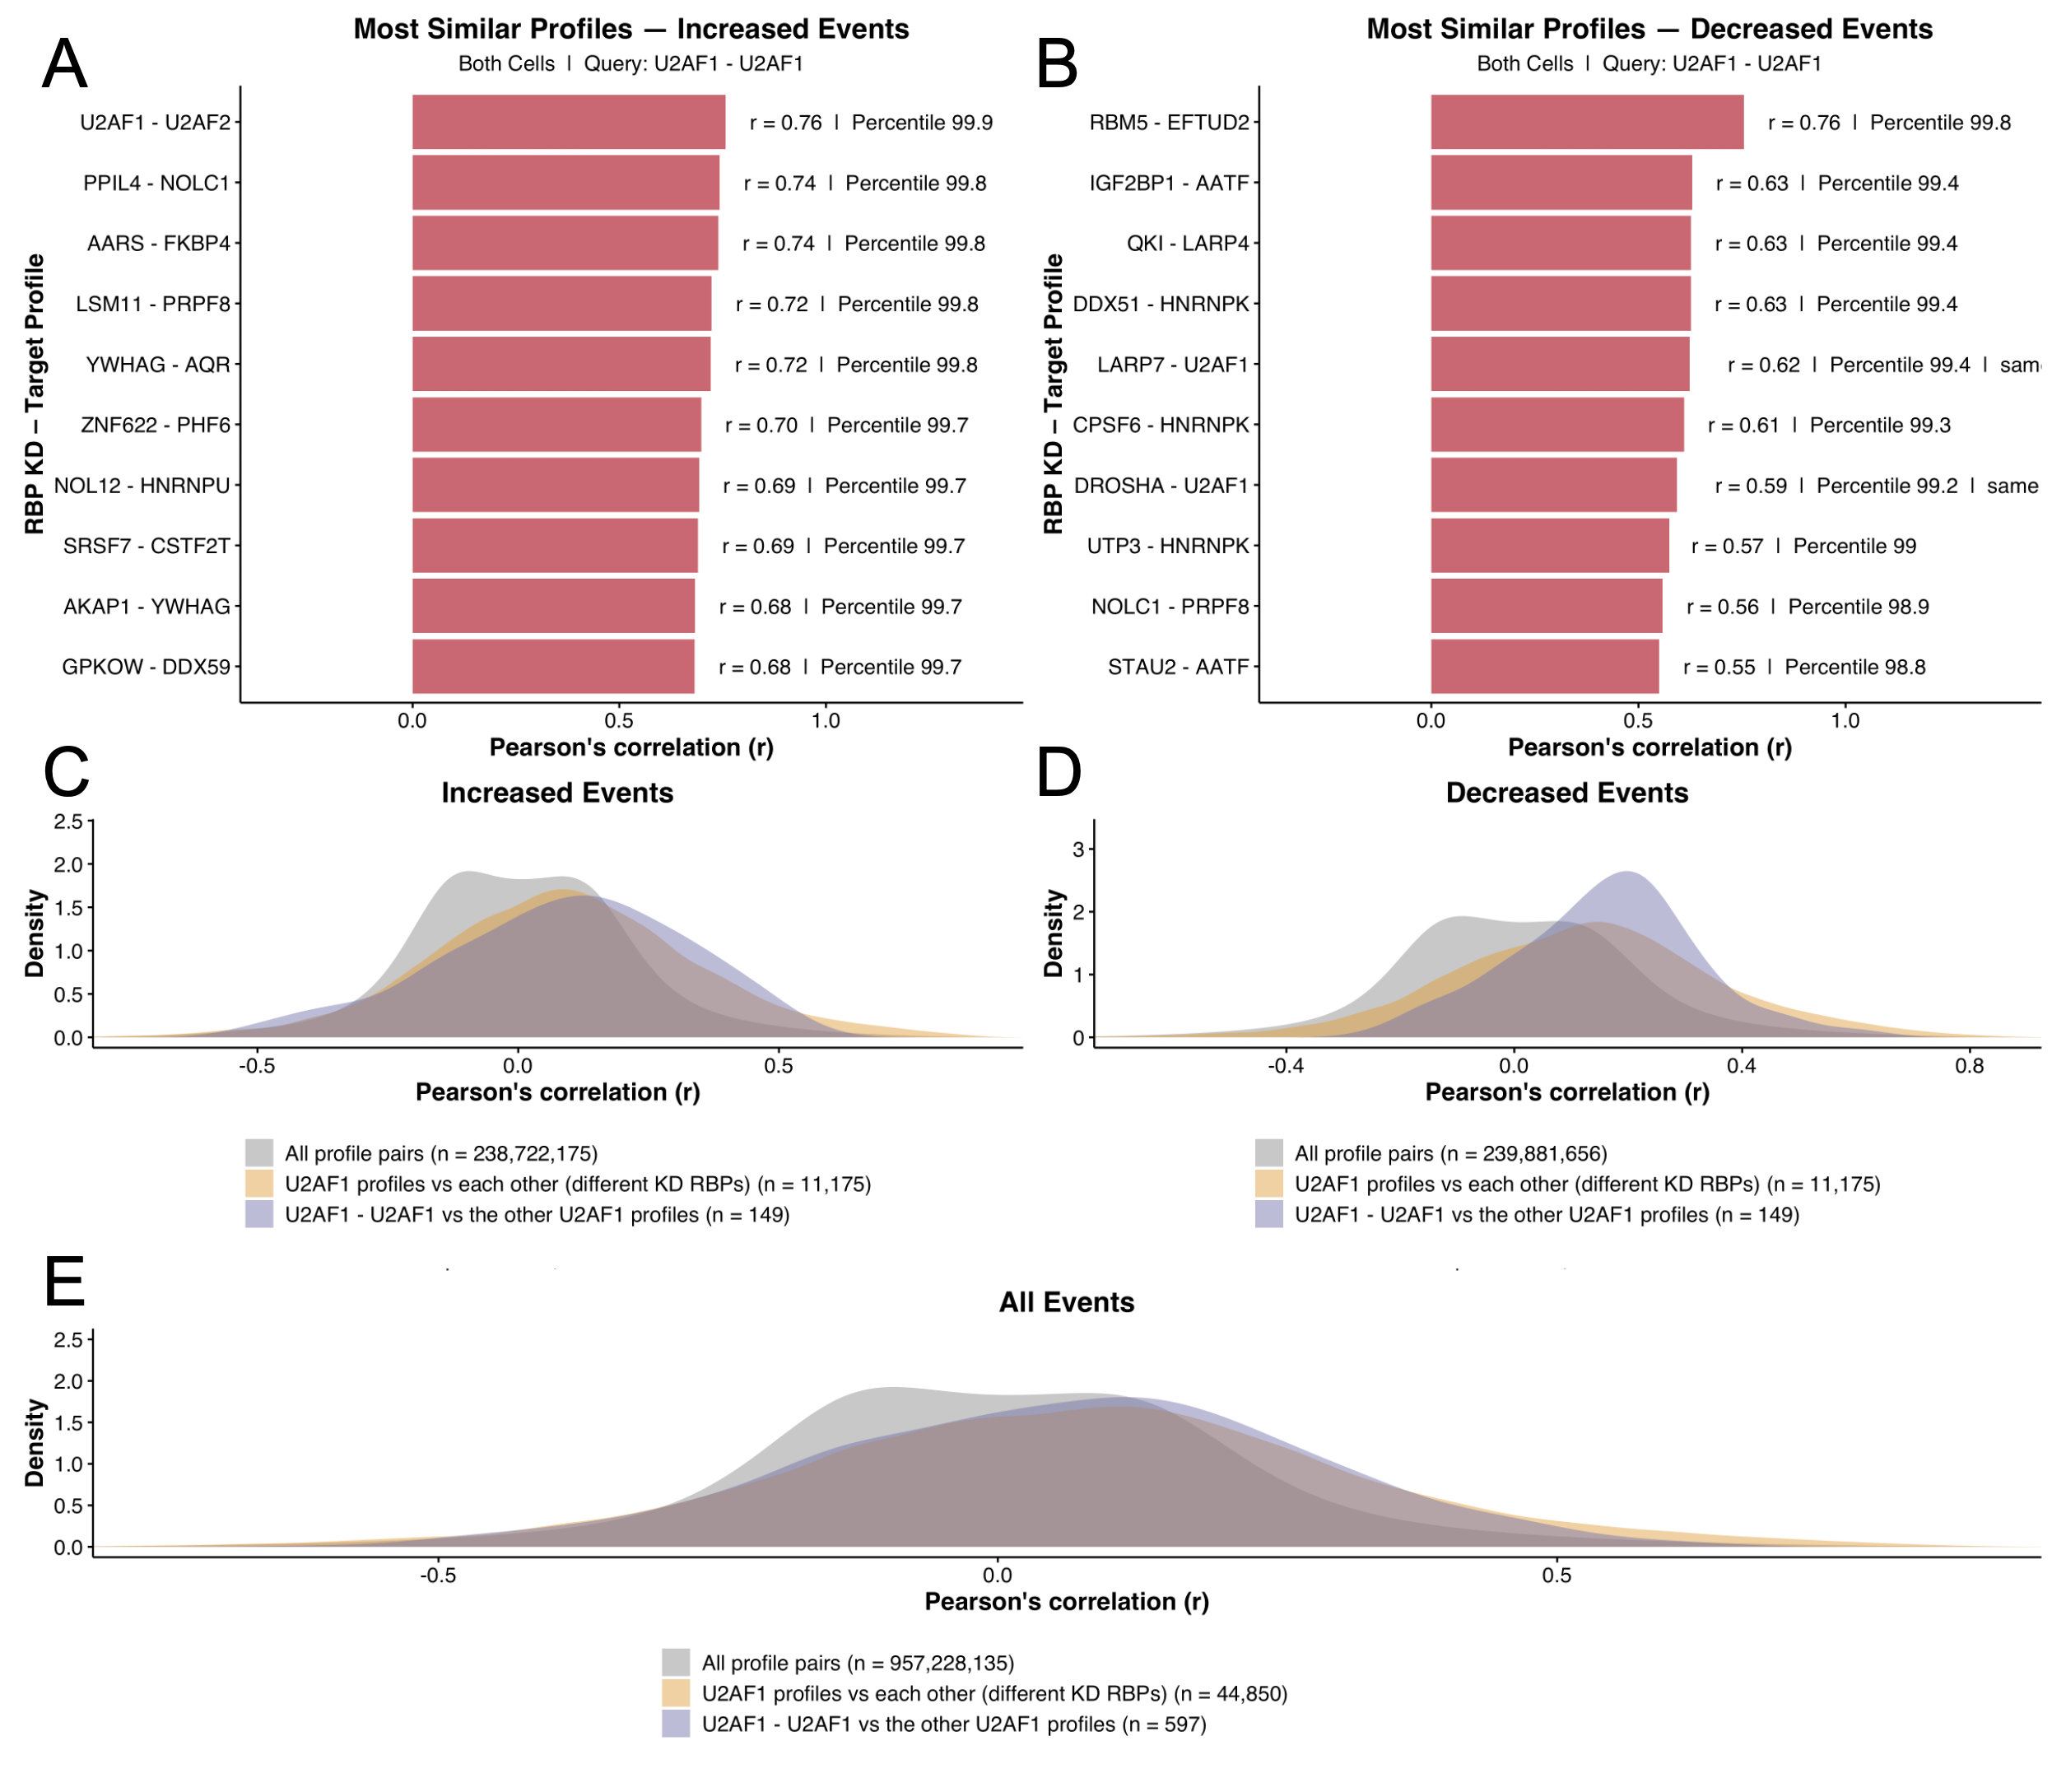 A
Most Similar Profiles — Increased Events
Both Cells | Query: U2AF1 - U2AF1
RBP KD – Target Profile
U2AF1 - U2AF2 r = 0.76 | Percentile 99.9
PPIL4 - NOLC1 r = 0.74 | Percentile 99.8
AARS - FKBP4 r = 0.74 | Percentile 99.8
LSM11 - PRPF8 r = 0.72 | Percentile 99.8
YWHAG - AQR r = 0.72 | Percentile 99.8
ZNF622 - PHF6 r = 0.70 | Percentile 99.7
NOL12 - HNRNPU r = 0.69 | Percentile 99.7
SRSF7 - CSTF2T r = 0.69 | Percentile 99.7
AKAP1 - YWHAG r = 0.68 | Percentile 99.7
GPKOW - DDX59 r = 0.68 | Percentile 99.7
0.0 0.5 1.0
Pearson's correlation (r)
B
Most Similar Profiles — Decreased Events
Both Cells | Query: U2AF1 - U2AF1
RBP KD – Target Profile
RBM5 - EFTUD2 r = 0.76 | Percentile 99.8
IGF2BP1 - AATF r = 0.63 | Percentile 99.4
QKI - LARP4 r = 0.63 | Percentile 99.4
DDX51 - HNRNPK r = 0.63 | Percentile 99.4
LARP7 - U2AF1 r = 0.62 | Percentile 99.4 | sam
CPSF6 - HNRNPK r = 0.61 | Percentile 99.3
DROSHA - U2AF1 r = 0.59 | Percentile 99.2 | same
UTP3 - HNRNPK r = 0.57 | Percentile 99
NOLC1 - PRPF8 r = 0.56 | Percentile 98.9
STAU2 - AATF r = 0.55 | Percentile 98.8
0.0 0.5 1.0
Pearson's correlation (r)
C
Increased Events
Density
2.5
2.0
1.5
1.0
0.5
0.0
-0.5 0.0 0.5
Pearson's correlation (r)
All profile pairs (n = 238,722,175)
U2AF1 profiles vs each other (different KD RBPs) (n = 11,175)
U2AF1 - U2AF1 vs the other U2AF1 profiles (n = 149)
D
Decreased Events
Density
3
2
1
0
-0.4 0.0 0.4 0.8
Pearson's correlation (r)
All profile pairs (n = 239,881,656)
U2AF1 profiles vs each other (different KD RBPs) (n = 11,175)
U2AF1 - U2AF1 vs the other U2AF1 profiles (n = 149)
E
All Events
Density
2.5
2.0
1.5
1.0
0.5
0.0
-0.5 0.0 0.5
Pearson's correlation (r)
All profile pairs (n = 957,228,135)
U2AF1 profiles vs each other (different KD RBPs) (n = 44,850)
U2AF1 - U2AF1 vs the other U2AF1 profiles (n = 597)